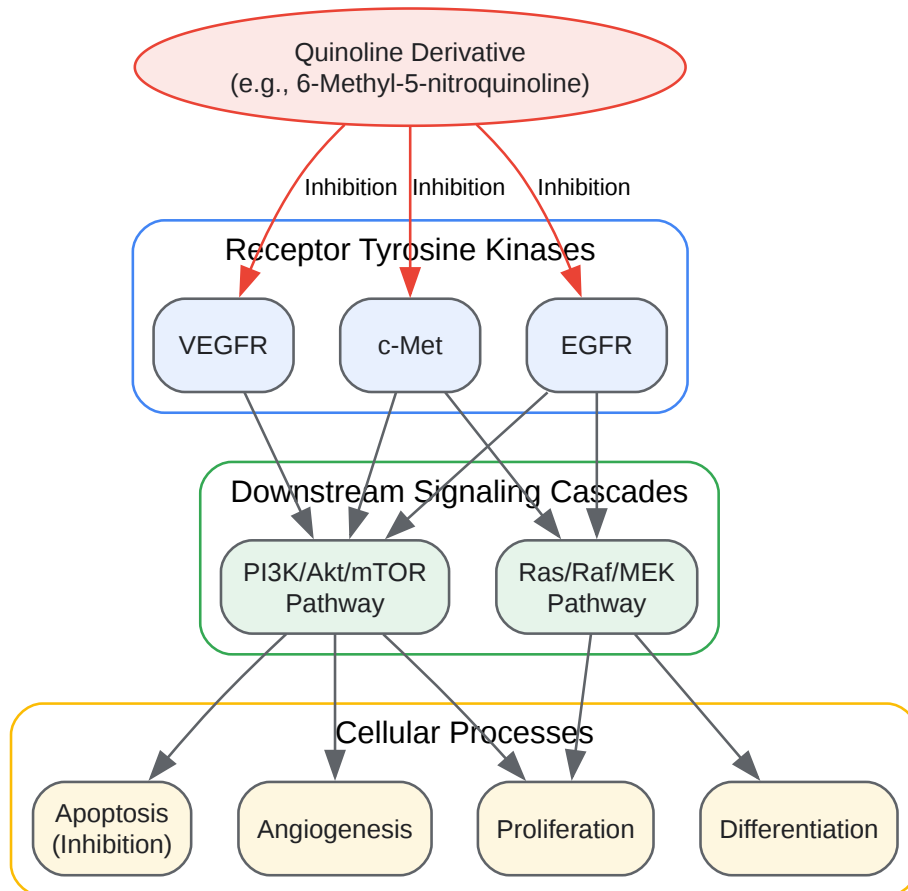 Quinoline Derivative
(e.g., 6-Methyl-5-nitroquinoline)
Inhibition
Inhibition
Inhibition
Receptor Tyrosine Kinases
VEGFR
c-Met
EGFR
Downstream Signaling Cascades
PI3K/Akt/mTOR
Pathway
Ras/Raf/MEK
Pathway
Cellular Processes
Apoptosis
(Inhibition)
Angiogenesis
Proliferation
Differentiation